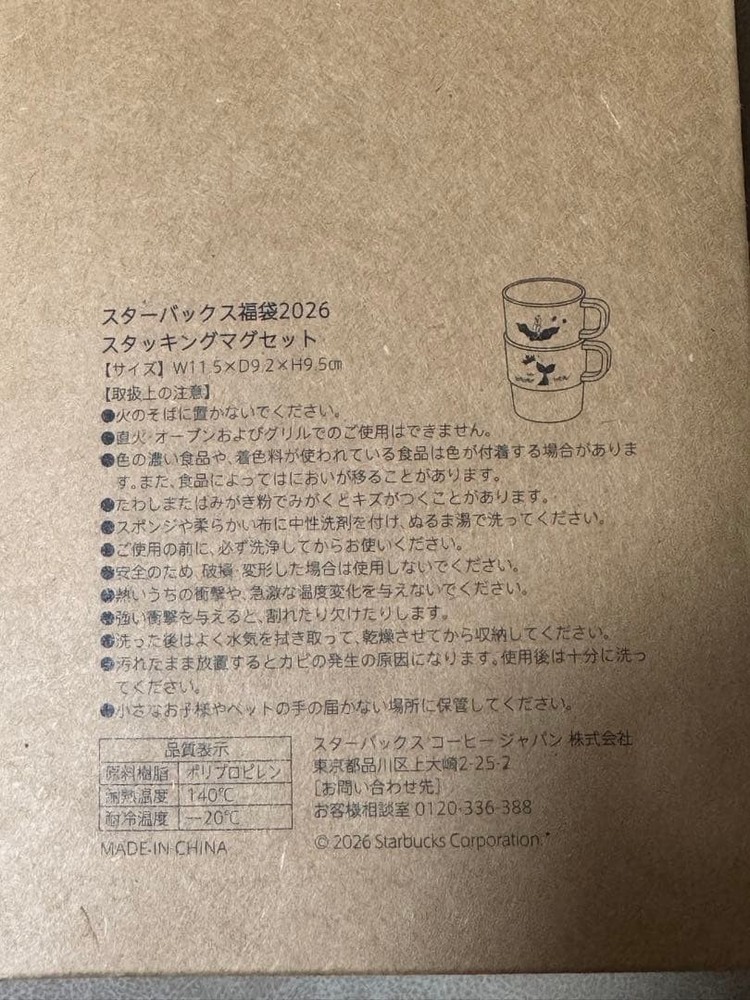 スターバックス福袋2026
スタッキングマグセット
【サイズ】W11.5×D9.2×H9.5㎝
【取扱上の注意】
●火のそばに置かないでください。
●直火・オーブンおよびグリルでのご使用はできません。
●色の濃い食品や、着色料が使われている食品は色が付着する場合がありま
す。また、食品によってはにおいが移ることがあります。
●たわしまたはみがき粉でみがくとキズがつくことがあります。
●スポンジや柔らかい布に中性洗剤を付け、ぬるま湯で洗ってください。
●ご使用の前に、必ず洗浄してからお使いください。
●安全のため、破損・変形した場合は使用しないでください。
●熱いうちの衝撃や、急激な温度変化を与えないでください。
●強い衝撃を与えると、割れたり欠けたりします。
●洗った後はよく水気を拭き取って、乾燥させてから収納してください。
●汚れたまま放置するとカビの発生の原因になります。使用後は十分に洗っ
てください。
●小さなお子様やペットの手の届かない場所に保管してください。
品質表示
原料樹脂 ポリプロピレン
耐熱温度 140℃
耐冷温度 －20℃
MADE IN CHINA
スターバックス コーヒー ジャパン 株式会社
東京都品川区上大崎2-25-2
［お問い合わせ先］
お客様相談室 0120-336-388
© 2026 Starbucks Corporation.